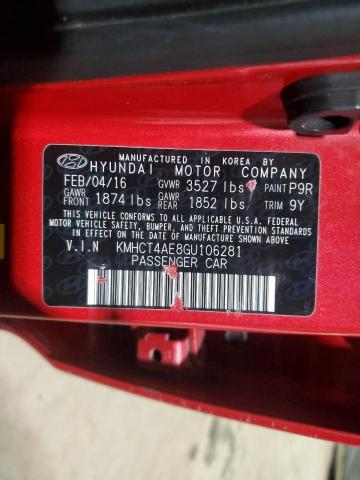 MANUFACTURED IN KOREA BY
HYUNDAI MOTOR COMPANY
FEB/04/16 GVWR 3527 lbs PAINT P9R
GAWR FRONT 1874 lbs GAWR REAR 1852 lbs TRIM 9Y
THIS VEHICLE CONFORMS TO ALL APPLICABLE U.S.A. FEDERAL
MOTOR VEHICLE SAFETY, BUMPER, AND THEFT PREVENTION
STANDARDS IN EFFECT ON THE DATE OF MANUFACTURE SHOWN ABOVE.
V.I.N KMHCT4AE8GU106281
PASSENGER CAR